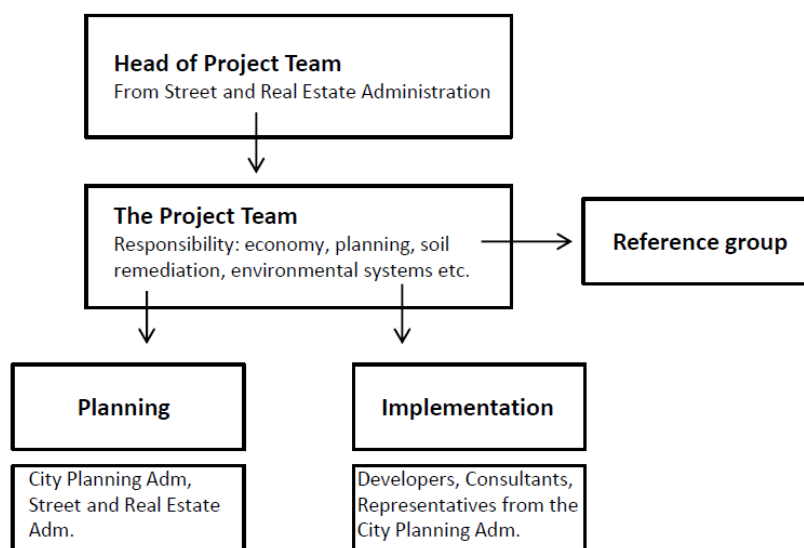 Head of Project Team
From Street and Real Estate Administration
The Project Team
Responsibility: economy, planning, soil
remediation, environmental systems etc.
Reference group
Planning
Implementation
City Planning Adm,
Street and Real Estate
Adm.
Developers, Consultants,
Representatives from the
City Planning Adm.